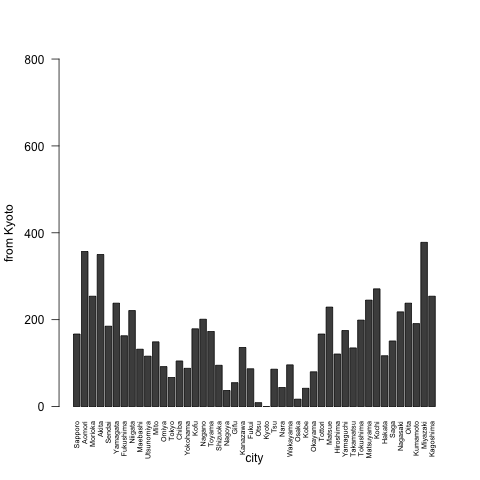 800
600
400
200
0
from Kyoto
Sapporo
Aomori
Morioka
Akita
Sendai
Yamagata
Fukushima
Niigata
Maebashi
Utsunomiya
Mito
Omiya
Tokyo
Chiba
Yokohama
Kofu
Nagano
Toyama
Shizuoka
Nagoya
Gifu
Kanazawa
Fukui
Otsu
Kyoto
Tsu
Nara
Wakayama
Osaka
Kobe
Okayama
Tottori
Matsue
Hiroshima
Yamaguchi
Takamatsu
Tokushima
Matsuyama
Kochi
Hakata
Saga
Nagasaki
Oita
Kumamoto
Miyazaki
Kagoshima
city